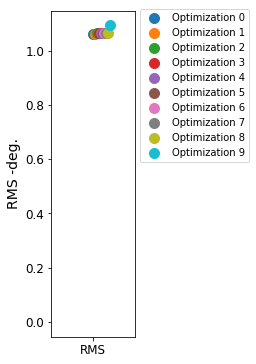 RMS -deg.
1.0
0.8
0.6
0.4
0.2
0.0
RMS
Optimization 0
Optimization 1
Optimization 2
Optimization 3
Optimization 4
Optimization 5
Optimization 6
Optimization 7
Optimization 8
Optimization 9